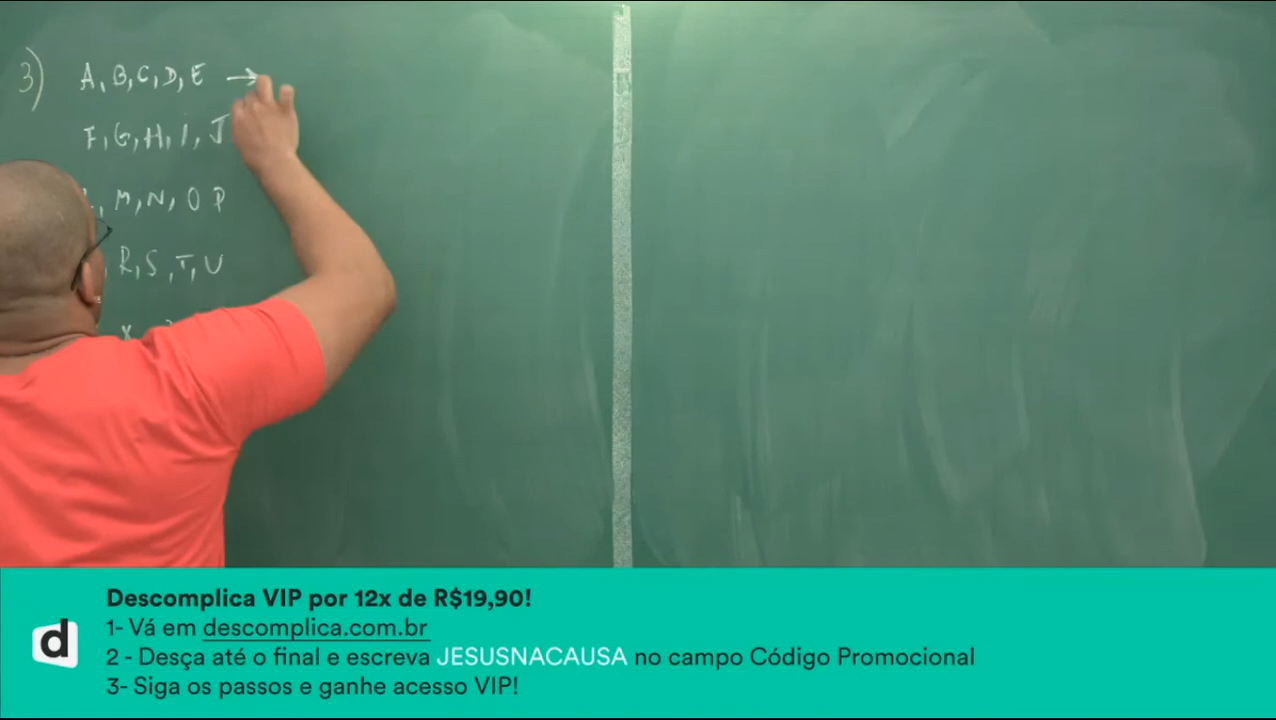 3) A, B, C, D, E →
F, G, H, I, J
M, N, O P
R, S, T, U
X
d
Descomplica VIP por 12x de R$19,90!
1- Vá em descomplica.com.br
2 - Desça até o final e escreva JESUSNACAUSA no campo Código Promocional
3- Siga os passos e ganhe acesso VIP!